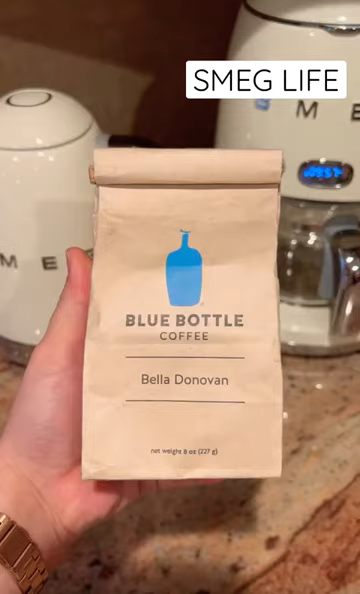 SMEG LIFE
M E
M E
BLUE BOTTLE
COFFEE
Bella Donovan
net weight 8 oz (227 g)